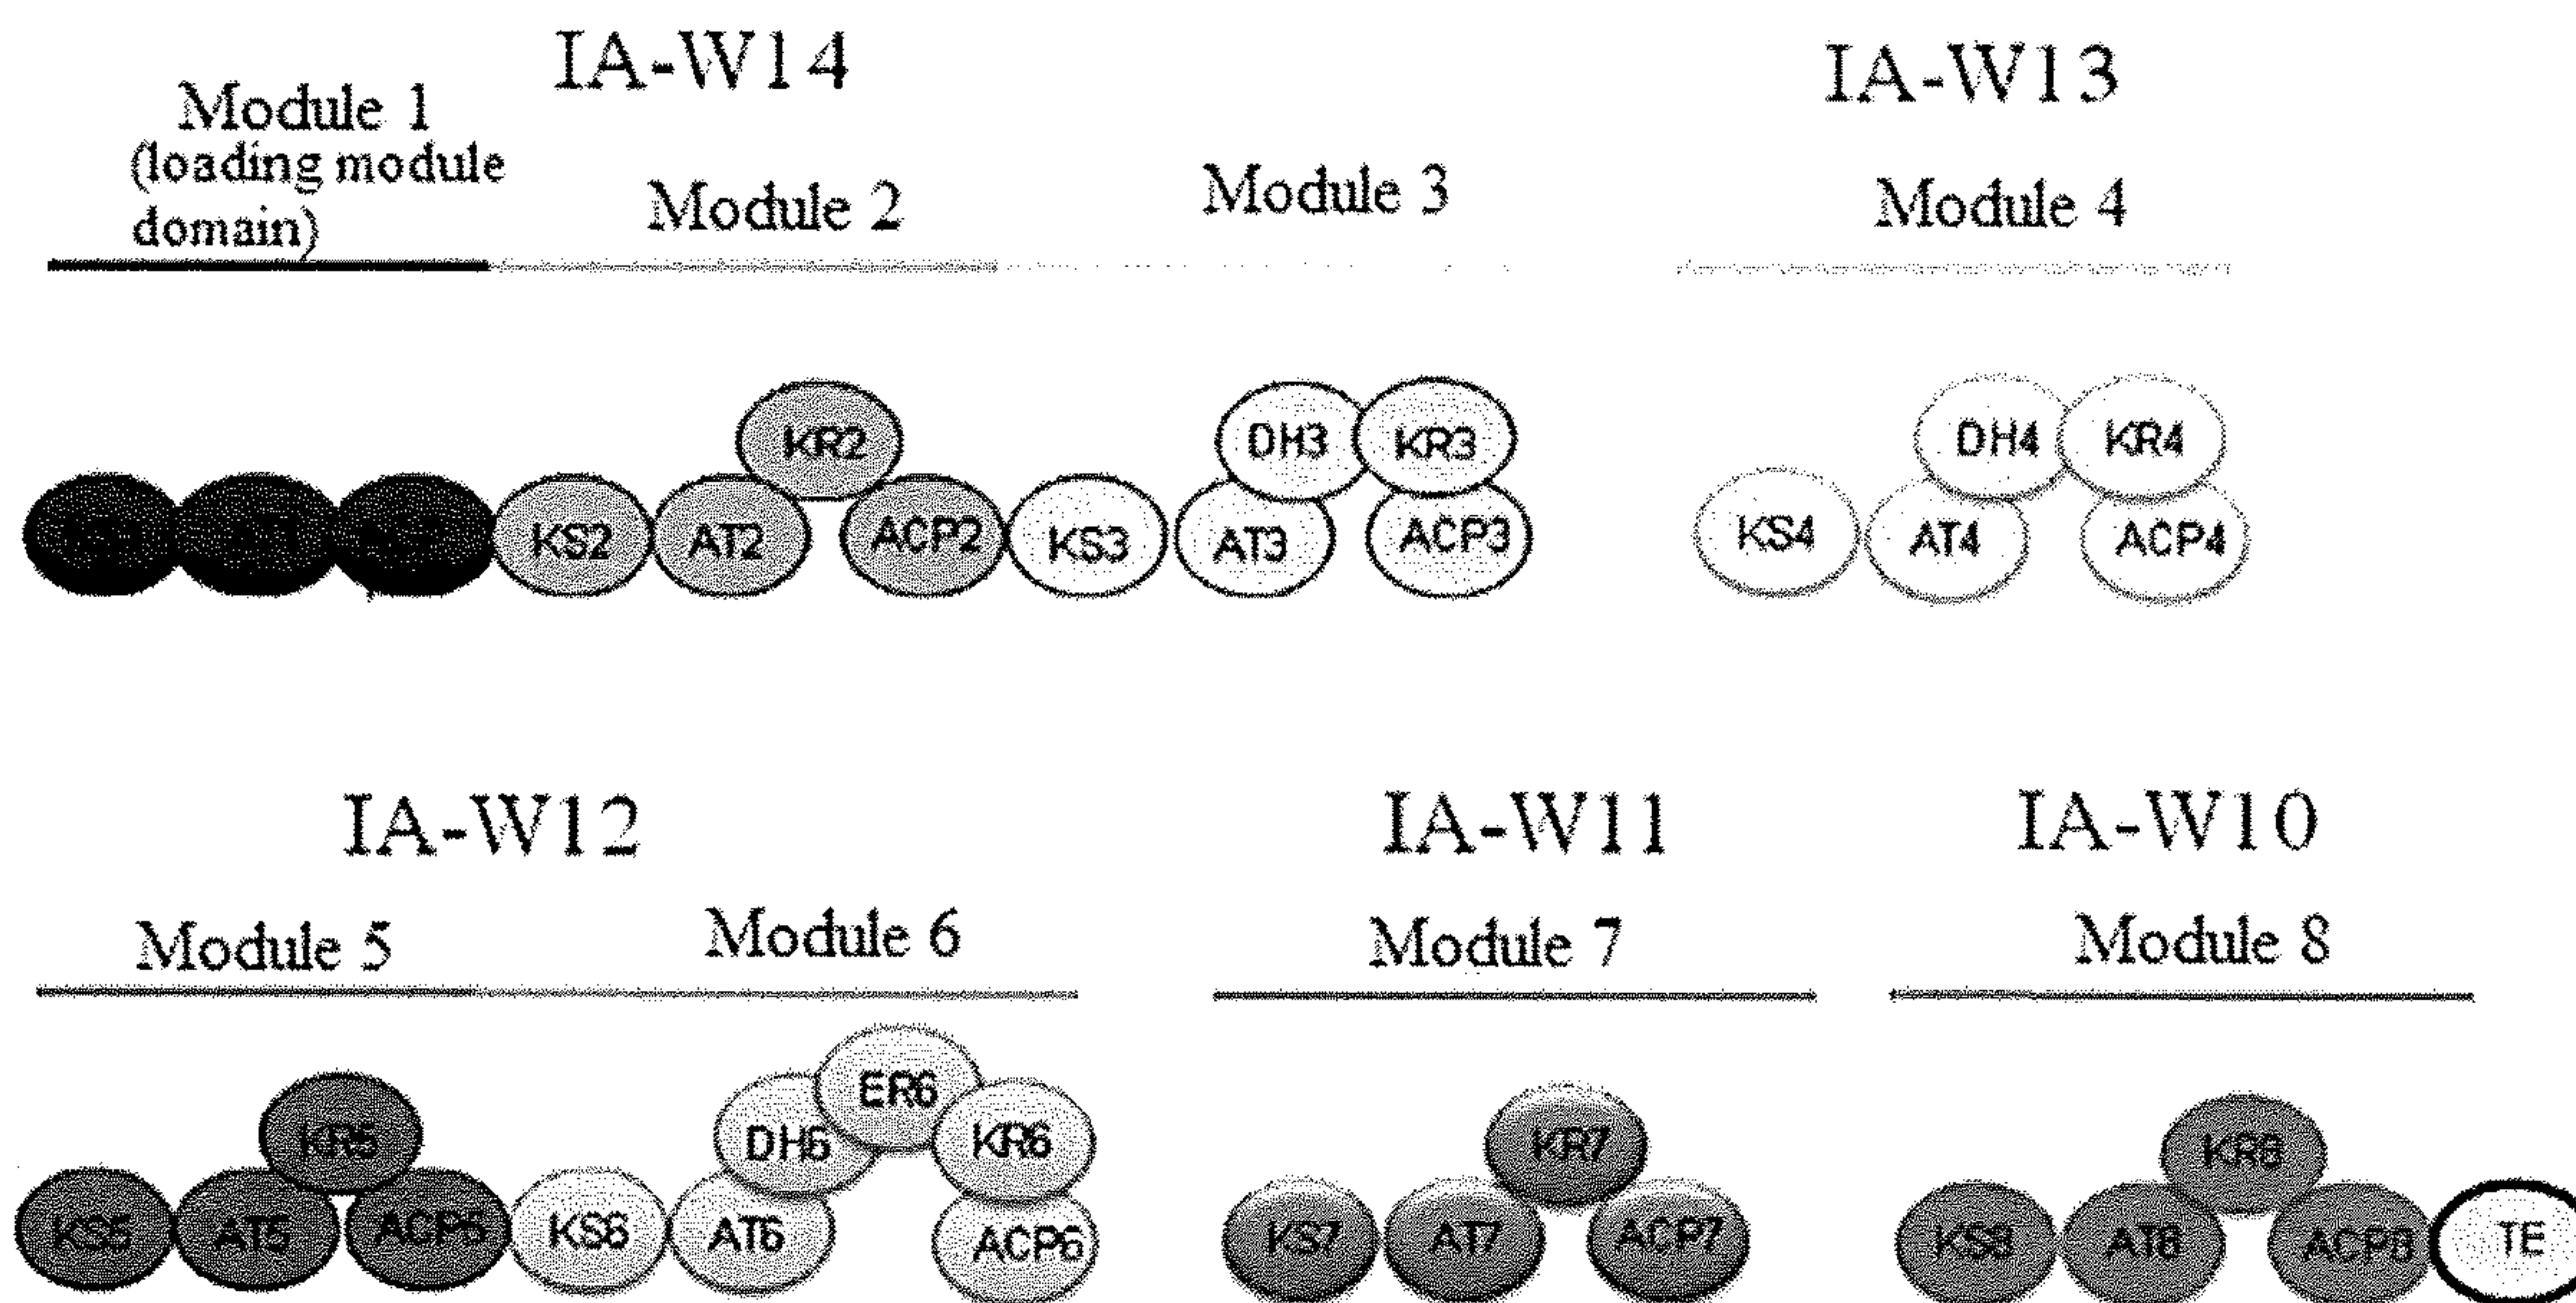 IA-W14
IA-W13
Module 1
(loading module
domain)
Module 2
Module 3
Module 4
KR2
DH3
KR3
DH4
KR4
KS2
AT2
ACP2
KS3
AT3
ACP3
KS4
AT4
ACP4
IA-W12
IA-W11
IA-W10
Module 5
Module 6
Module 7
Module 8
KR5
DH6
ER6
KR6
KR7
KR8
KS5
AT5
ACP5
KS6
AT6
ACP6
KS7
AT7
ACP7
KS8
AT8
ACP8
TE